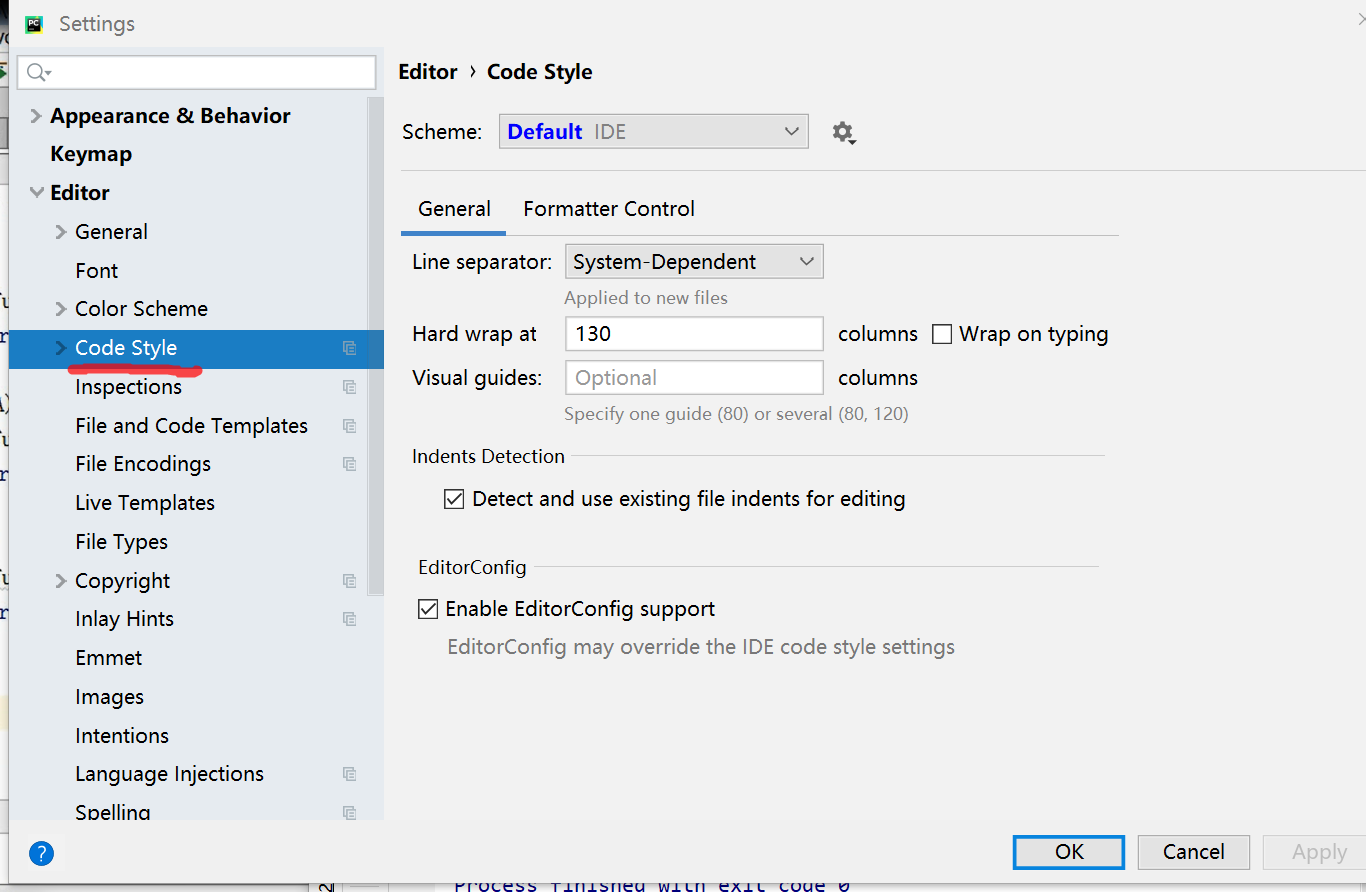 PC
Settings
Appearance & Behavior
Keymap
Editor
General
Font
Color Scheme
Code Style
Inspections
File and Code Templates
File Encodings
Live Templates
File Types
Copyright
Inlay Hints
Emmet
Images
Intentions
Language Injections
Spelling
Editor › Code Style
Scheme: Default IDE
General Formatter Control
Line separator: System-Dependent
Applied to new files
Hard wrap at 130 columns Wrap on typing
Visual guides: Optional columns
Specify one guide (80) or several (80, 120)
Indents Detection
Detect and use existing file indents for editing
EditorConfig
Enable EditorConfig support
EditorConfig may override the IDE code style settings
? OK Cancel Apply
Process finished with exit code 0